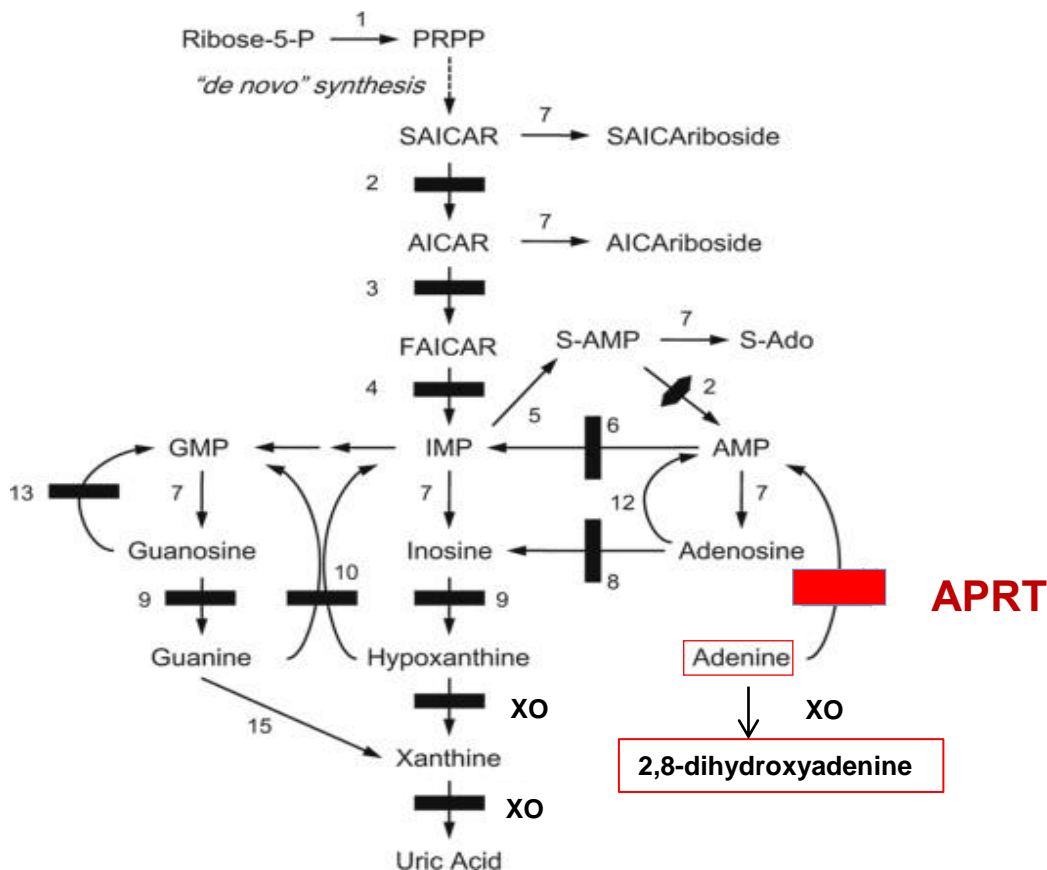 Ribose-5-P 1 PRPP
"de novo" synthesis
SAICAR 7 SAICAriboside
2
AICAR 7 AICAriboside
3
FAICAR S-AMP 7 S-Ado
4 5 2
GMP IMP 6 AMP
13 7 7 12 7
Guanosine Inosine 8 Adenosine
9 10 9 APRT
Guanine Hypoxanthine Adenine
15 XO XO
Xanthine 2,8-dihydroxyadenine
XO
Uric Acid